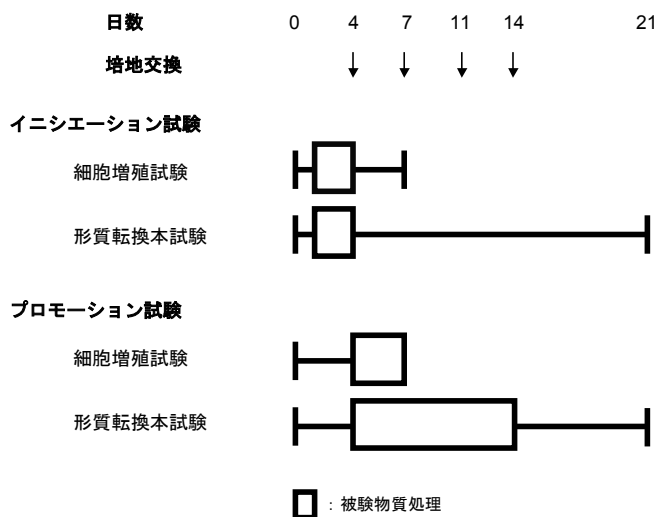 日数 0 4 7 11 14 21
培地交換 ↓ ↓ ↓ ↓
イニシエーション試験
細胞増殖試験
形質転換本試験
プロモーション試験
細胞増殖試験
形質転換本試験
：被験物質処理